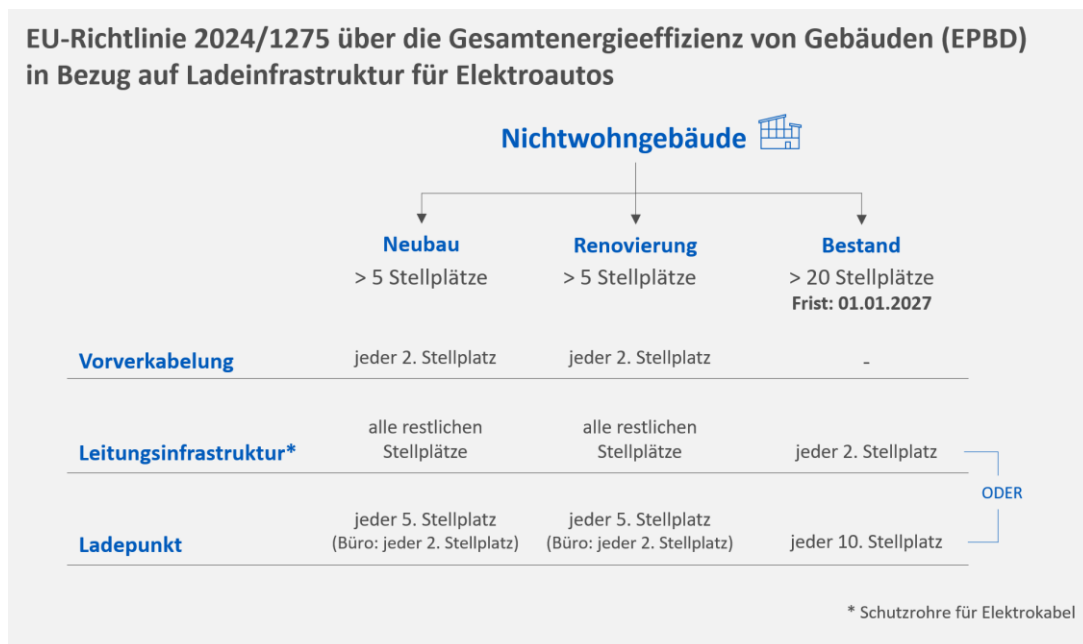 EU-Richtlinie 2024/1275 über die Gesamtenergieeffizienz von Gebäuden (EPBD)
in Bezug auf Ladeinfrastruktur für Elektroautos
Nichtwohngebäude
Neubau
> 5 Stellplätze
Renovierung
> 5 Stellplätze
Bestand
> 20 Stellplätze
Frist: 01.01.2027
Vorverkabelung
jeder 2. Stellplatz
jeder 2. Stellplatz
-
Leitungsinfrastruktur*
alle restlichen
Stellplätze
alle restlichen
Stellplätze
jeder 2. Stellplatz
ODER
Ladepunkt
jeder 5. Stellplatz
(Büro: jeder 2. Stellplatz)
jeder 5. Stellplatz
(Büro: jeder 2. Stellplatz)
jeder 10. Stellplatz
* Schutzrohre für Elektrokabel